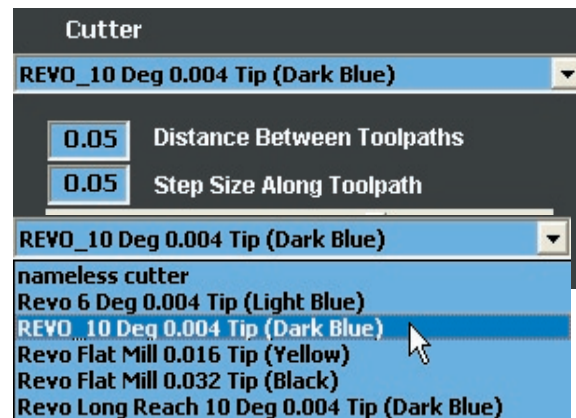 Cutter
REVO_10 Deg 0.004 Tip (Dark Blue)
0.05 Distance Between Toolpaths
0.05 Step Size Along Toolpath
REVO_10 Deg 0.004 Tip (Dark Blue)
nameless cutter
Revo 6 Deg 0.004 Tip (Light Blue)
REVO_10 Deg 0.004 Tip (Dark Blue)
Revo Flat Mill 0.016 Tip (Yellow)
Revo Flat Mill 0.032 Tip (Black)
Revo Long Reach 10 Deg 0.004 Tip (Dark Blue)